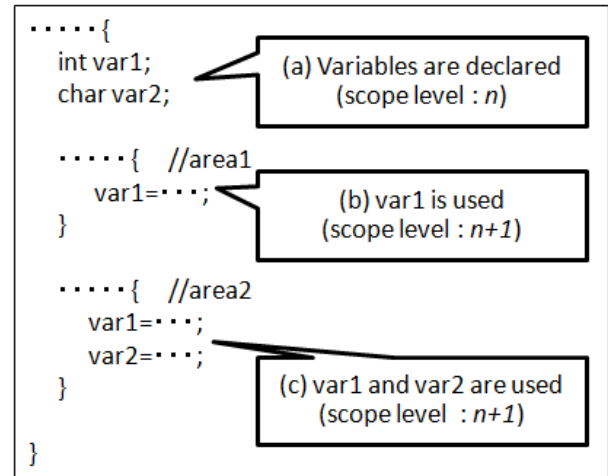 ・・・・・{
int var1;
char var2;
(a) Variables are declared
(scope level : n)
・・・・・{ //area1
var1=・・・;
}
(b) var1 is used
(scope level : n+1)
・・・・・{ //area2
var1=・・・;
var2=・・・;
}
(c) var1 and var2 are used
(scope level : n+1)
}